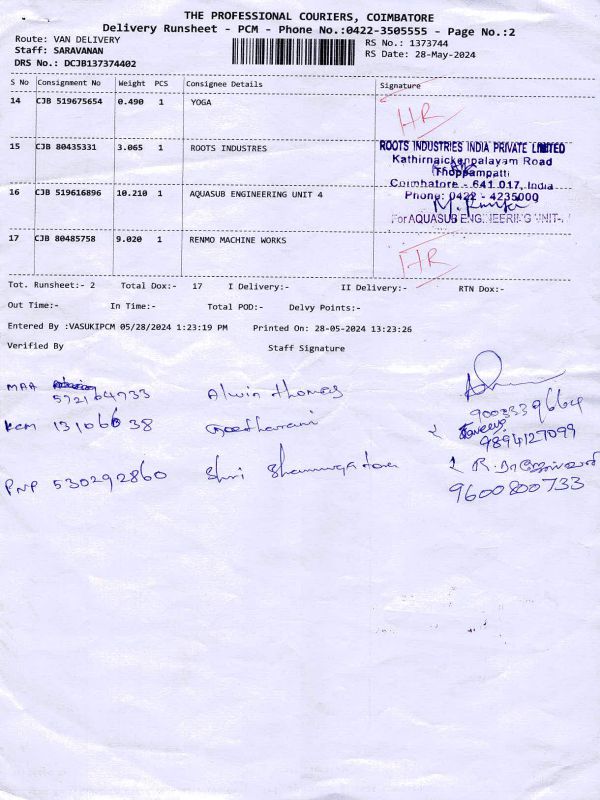 THE PROFESSIONAL COURIERS, COIMBATORE
Delivery Runsheet - PCM - Phone No.:0422-3505555 - Page No.:2
Route: VAN DELIVERY
Staff: SARAVANAN
DRS No.: DCJB137374402
RS No.: 1373744
RS Date: 28-May-2024
S No Consignment No Weight PCS Consignee Details Signature
14 CJB 519675654 0.490 1 YOGA HR
15 CJB 80435331 3.065 1 ROOTS INDUSTRES
ROOTS INDUSTRIES INDIA PRIVATE LIMITED
Kathirnaickenpalayam Road
Thoppampatti
Coimbatore - 641 017, India
16 CJB 519616896 10.210 1 AQUASUB ENGINEERING UNIT 4
Phone: 0422 - 4235000
For AQUASUB ENGINEERING UNIT-
17 CJB 80485758 9.020 1 RENMO MACHINE WORKS HR
Tot. Runsheet:- 2 Total Dox:- 17 I Delivery:- II Delivery:- RTN Dox:-
Out Time:- In Time:- Total POD:- Delvy Points:-
Entered By :VASUKIPCM 05/28/2024 1:23:19 PM Printed On: 28-05-2024 13:23:26
Verified By Staff Signature
MAA 572164733 Alwin thomas
9003339664
KCM 13106638 Geetharani
9894127099
PNP 530292860 Shri
9600800733